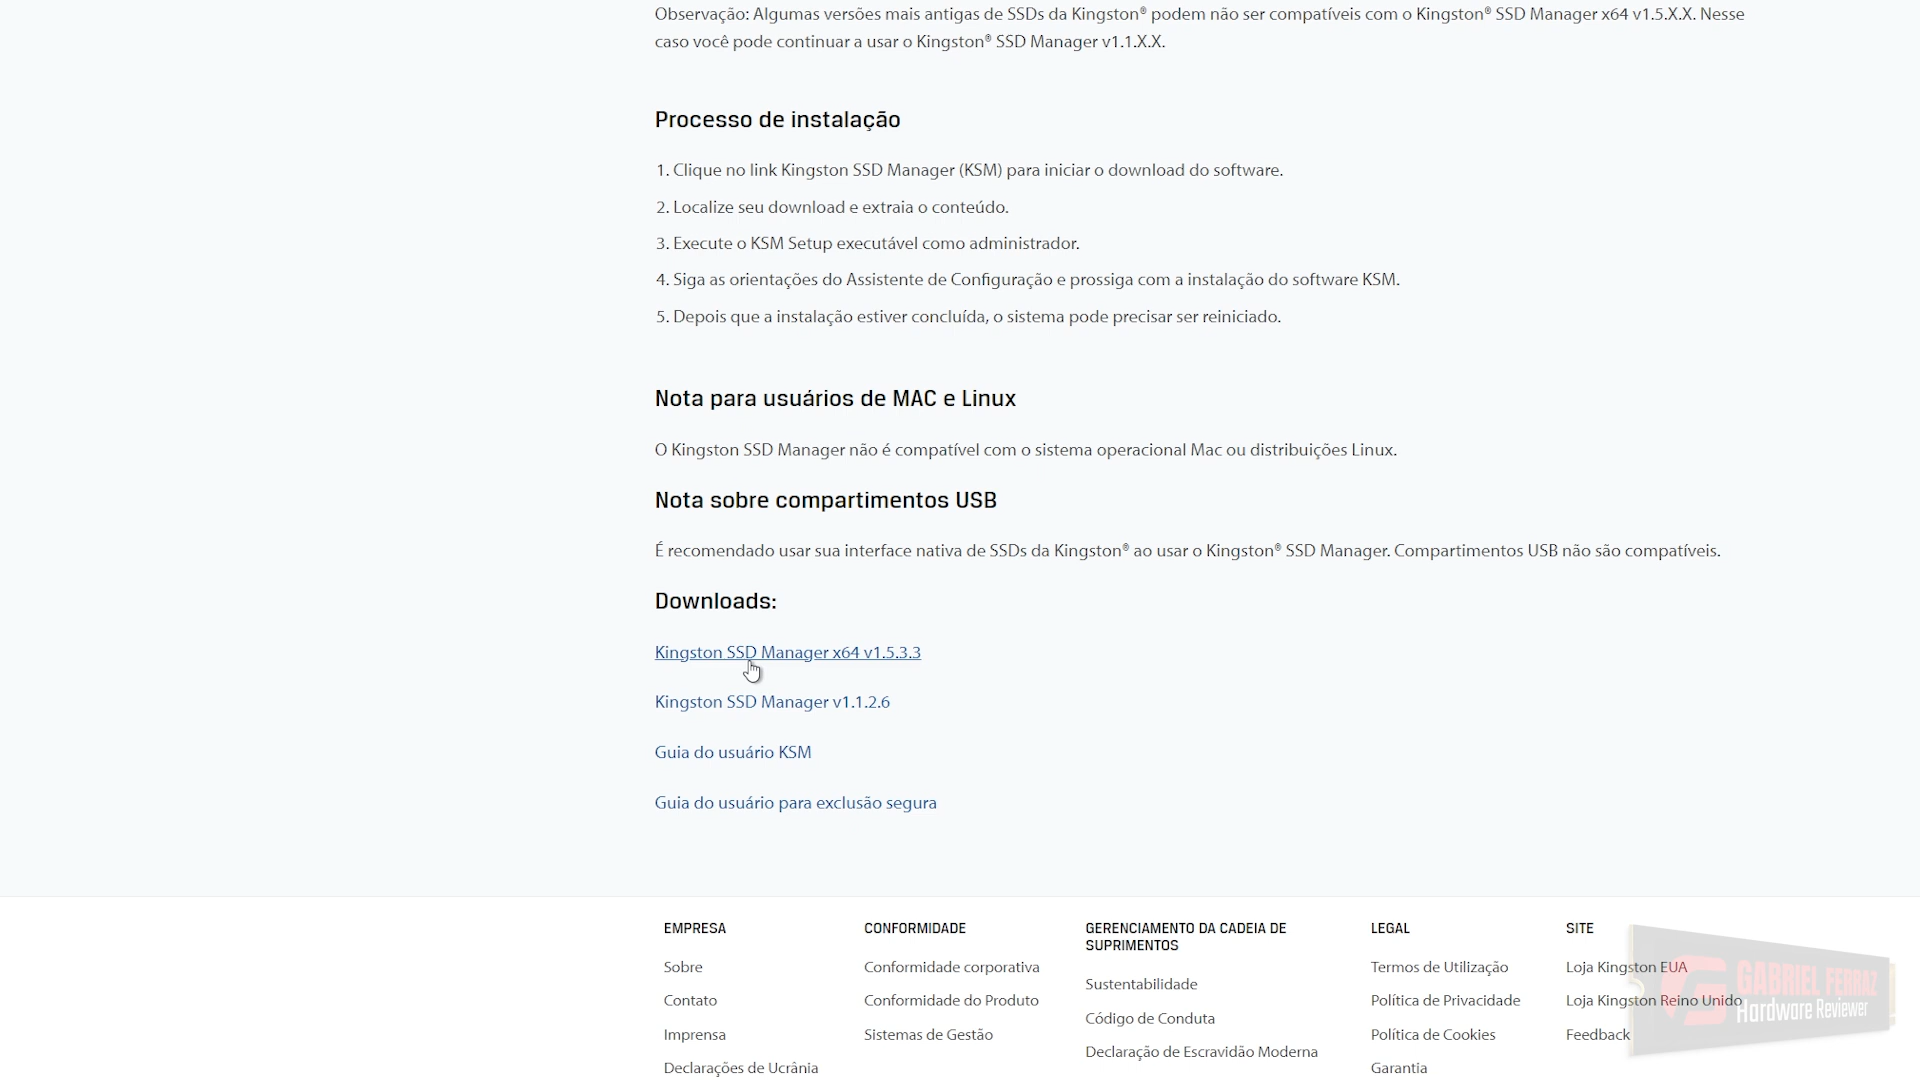 Observação: Algumas versões mais antigas de SSDs da Kingston® podem não ser compatíveis com o Kingston® SSD Manager x64 v1.5.X.X. Nesse
caso você pode continuar a usar o Kingston® SSD Manager v1.1.X.X.
Processo de instalação
1. Clique no link Kingston SSD Manager (KSM) para iniciar o download do software.
2. Localize seu download e extraia o conteúdo.
3. Execute o KSM Setup executável como administrador.
4. Siga as orientações do Assistente de Configuração e prossiga com a instalação do software KSM.
5. Depois que a instalação estiver concluída, o sistema pode precisar ser reiniciado.
Nota para usuários de MAC e Linux
O Kingston SSD Manager não é compatível com o sistema operacional Mac ou distribuições Linux.
Nota sobre compartimentos USB
É recomendado usar sua interface nativa de SSDs da Kingston® ao usar o Kingston® SSD Manager. Compartimentos USB não são compatíveis.
Downloads:
Kingston SSD Manager x64 v1.5.3.3
Kingston SSD Manager v1.1.2.6
Guia do usuário KSM
Guia do usuário para exclusão segura
EMPRESA
Sobre
Contato
Imprensa
Declarações de Ucrânia
CONFORMIDADE
Conformidade corporativa
Conformidade do Produto
Sistemas de Gestão
GERENCIAMENTO DA CADEIA DE
SUPRIMENTOS
Sustentabilidade
Código de Conduta
Declaração de Escravidão Moderna
LEGAL
Termos de Utilização
Política de Privacidade
Política de Cookies
Garantia
SITE
Loja Kingston EUA
Loja Kingston Reino Unido
Feedback
GABRIEL FERRAZ
Hardware Reviewer